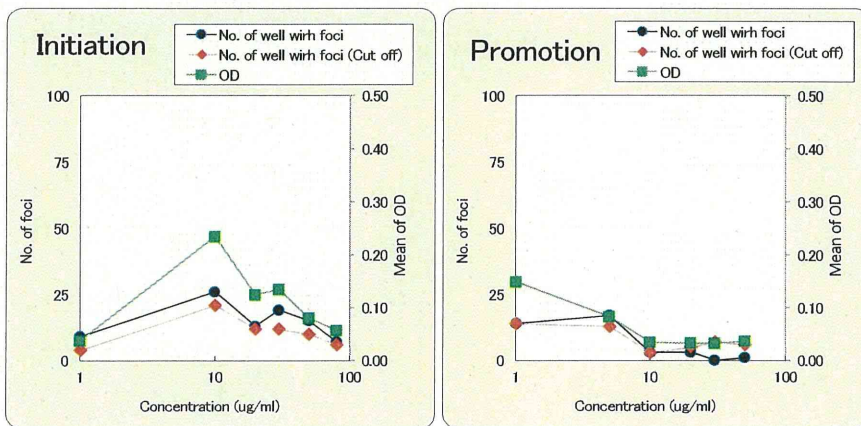 Initiation
No. of well wirh foci
No. of well wirh foci (Cut off)
OD
100
75
50
25
0
No. of foci
0.50
0.40
0.30
0.20
0.10
0.00
Mean of OD
1
10
100
Concentration (ug/ml)
Promotion
No. of well wirh foci
No. of well wirh foci (Cut off)
OD
100
75
50
25
0
No. of foci
0.50
0.40
0.30
0.20
0.10
0.00
Mean of OD
1
10
100
Concentration (ug/ml)